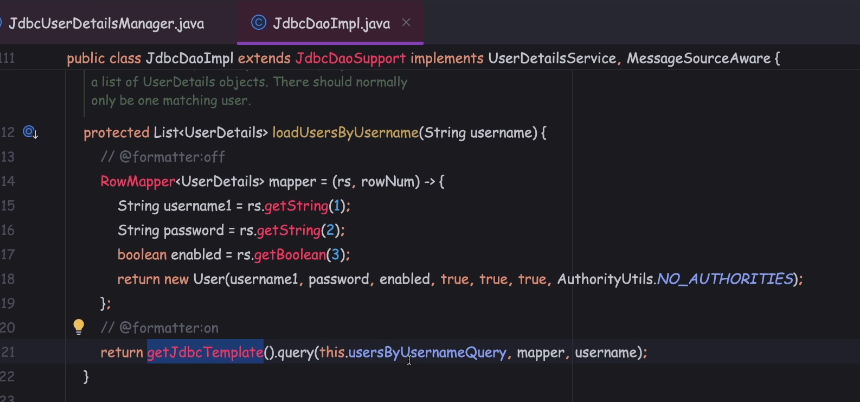 JdbcUserDetailsManager.java JdbcDaoImpl.java
111 public class JdbcDaoImpl extends JdbcDaoSupport implements UserDetailsService, MessageSourceAware {
a list of UserDetails objects. There should normally
only be one matching user.
12 protected List<UserDetails> loadUsersByUsername(String username) {
13 // @formatter:off
14 RowMapper<UserDetails> mapper = (rs, rowNum) -> {
15 String username1 = rs.getString(1);
16 String password = rs.getString(2);
17 boolean enabled = rs.getBoolean(3);
18 return new User(username1, password, enabled, true, true, true, AuthorityUtils.NO_AUTHORITIES);
19 };
20 // @formatter:on
21 return getJdbcTemplate().query(this.usersByUsernameQuery, mapper, username);
22 }
23